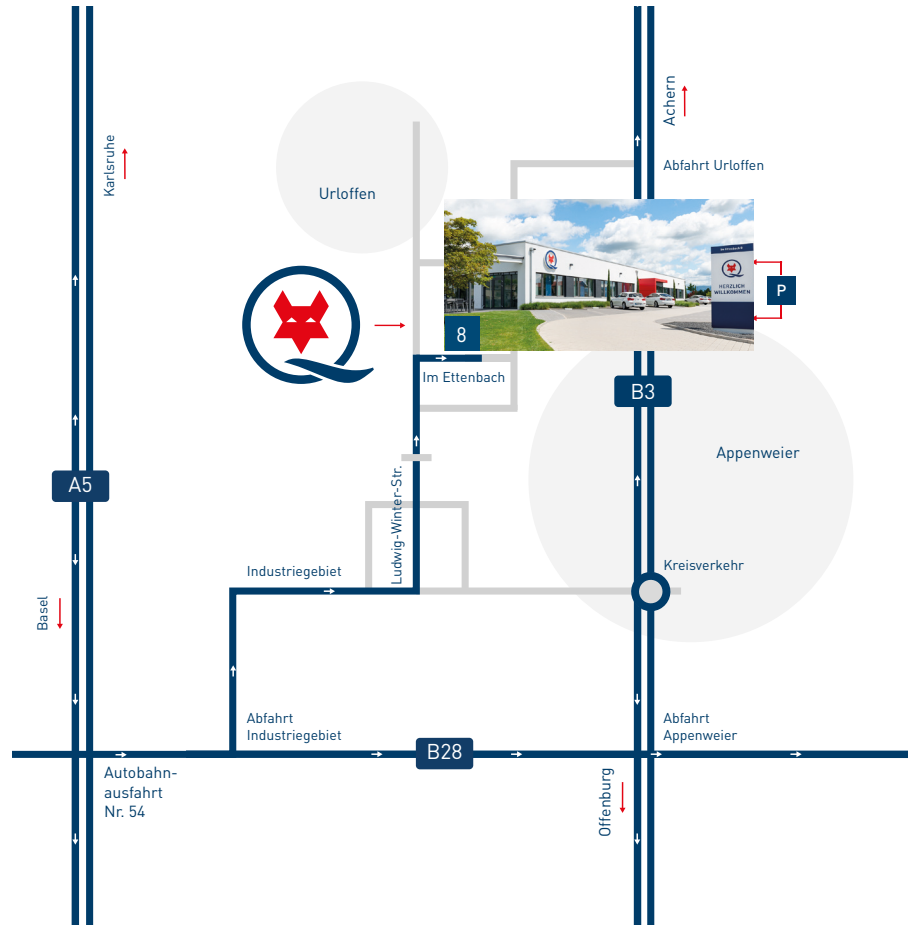 Achern
Karlsruhe
Abfahrt Urloffen
Urloffen
HERZLICH
WILLKOMMEN
P
8
Im Ettenbach
B3
Appenweier
A5
Ludwig-Winter-Str.
Industriegebiet
Kreisverkehr
Basel
Abfahrt
Industriegebiet
Abfahrt
Appenweier
B28
Autobahn-
ausfahrt
Nr. 54
Offenburg